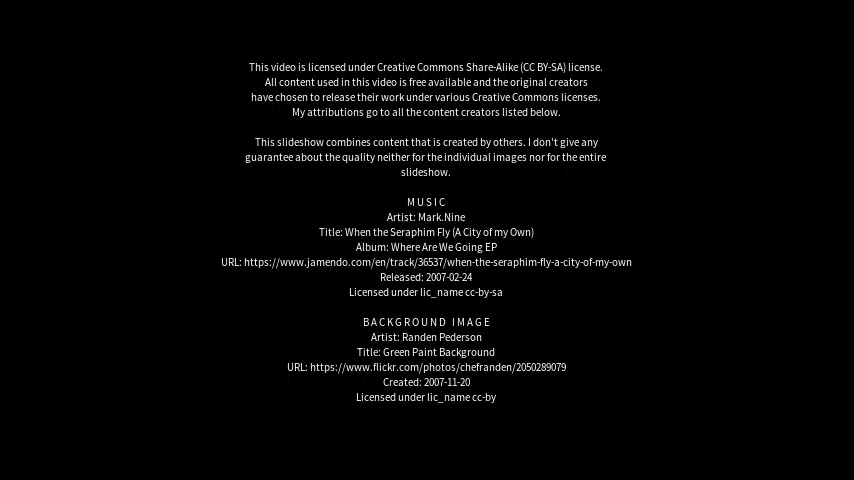 This video is licensed under Creative Commons Share-Alike (CC BY-SA) license.
All content used in this video is free available and the original creators
have chosen to release their work under various Creative Commons licenses.
My attributions go to all the content creators listed below.
This slideshow combines content that is created by others. I don't give any
guarantee about the quality neither for the individual images nor for the entire
slideshow.
MUSIC
Artist: Mark.Nine
Title: When the Seraphim Fly (A City of my Own)
Album: Where Are We Going EP
URL: https://www.jamendo.com/en/track/36537/when-the-seraphim-fly-a-city-of-my-own
Released: 2007-02-24
Licensed under lic_name cc-by-sa
BACKGROUND IMAGE
Artist: Randen Pederson
Title: Green Paint Background
URL: https://www.flickr.com/photos/chefranden/2050289079
Created: 2007-11-20
Licensed under lic_name cc-by